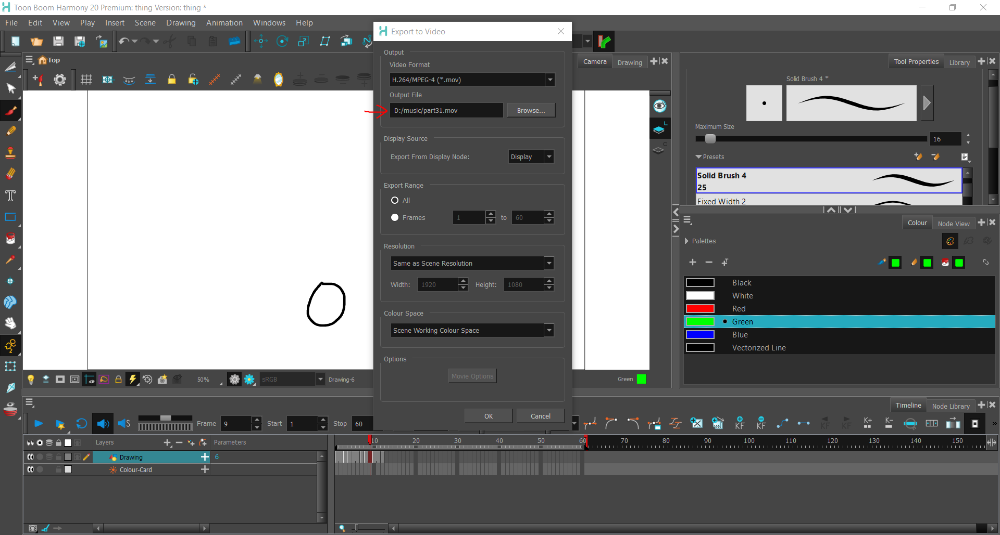 Toon Boom Harmony 20 Premium: thing Version: thing *
File Edit View Play Insert Scene Drawing Animation Windows Help
Export to Video
Output
Video Format
H.264/MPEG-4 (*.mov)
Output File
D:/music/part31.mov
Browse...
Display Source
Export From Display Node: Display
Export Range
All
Frames 1 to 60
Resolution
Same as Scene Resolution
Width: 1920 Height: 1080
Colour Space
Scene Working Colour Space
Options
Movie Options
OK Cancel
Top
Camera Drawing
L
C
50% sRGB Drawing-6
Green
Tool Properties Library
Solid Brush 4 *
Maximum Size
16
Presets
Solid Brush 4
25
Fixed Width 2
Colour Node View
Palettes
Black
White
Red
Green
Blue
Vectorized Line
Timeline Node Library
S Frame 9 Start 1 Stop 60
KF KF KF KF K+ K- »
Layers Parameters
10 20 30 40 50 60 70 80 90 100 110 120 130 140 150
Drawing 6
Colour-Card